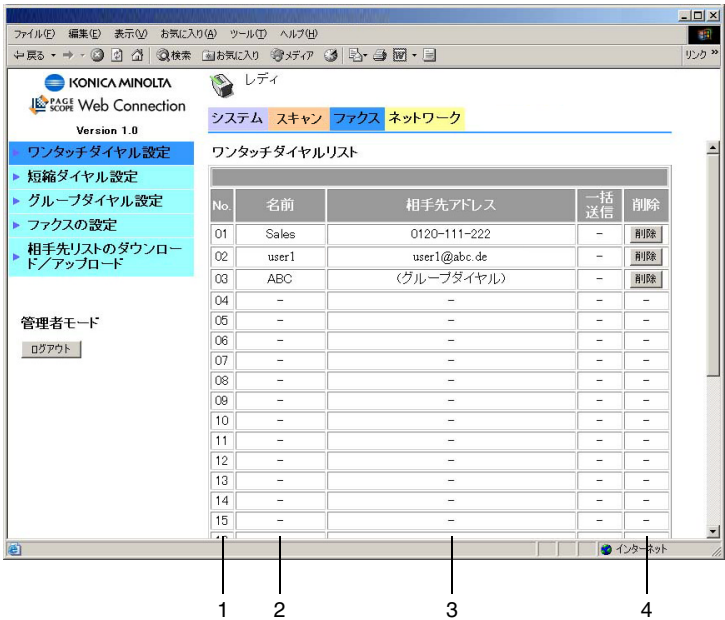 ファイル(F) 編集(E) 表示(V) お気に入り(A) ツール(T) ヘルプ(H)
戻る 検索 お気に入り メディア リンク »
KONICA MINOLTA
PAGE SCOPE Web Connection
Version 1.0
レディ
システム スキャン ファクス ネットワーク
ワンタッチダイヤル設定
短縮ダイヤル設定
グループダイヤル設定
ファクスの設定
相手先リストのダウンロー
ド/アップロード
管理者モード
ログアウト
ワンタッチダイヤルリスト
No. 名前 相手先アドレス 一括送信 削除
01 Sales 0120-111-222 － 削除
02 user1 user1@abc.de － 削除
03 ABC （グループダイヤル） － 削除
04 － － － －
05 － － － －
06 － － － －
07 － － － －
08 － － － －
09 － － － －
10 － － － －
11 － － － －
12 － － － －
13 － － － －
14 － － － －
15 － － － －
インターネット
1 2 3 4